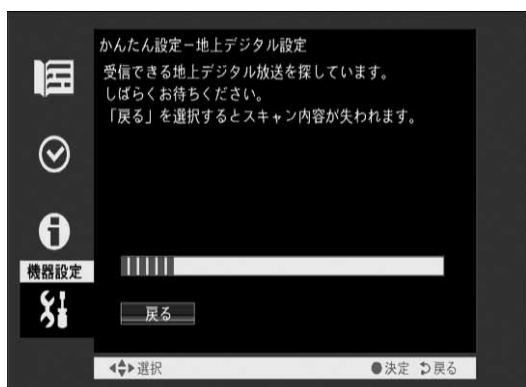 かんたん設定－地上デジタル設定
受信できる地上デジタル放送を探しています。
しばらくお待ちください。
「戻る」を選択するとスキャン内容が失われます。
機器設定
戻る
選択
決定
戻る